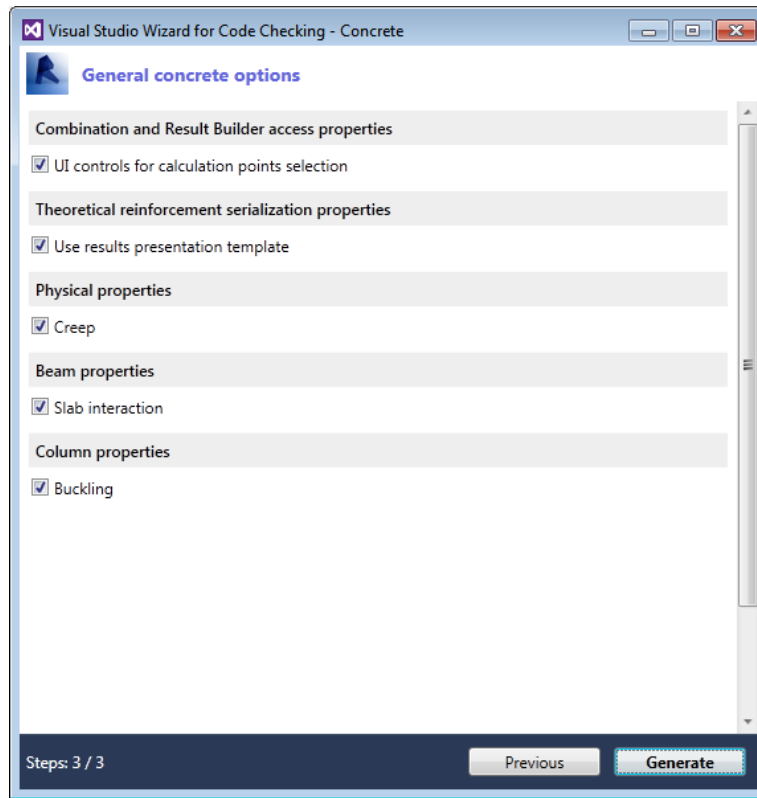 Visual Studio Wizard for Code Checking - Concrete
General concrete options
Combination and Result Builder access properties
UI controls for calculation points selection
Theoretical reinforcement serialization properties
Use results presentation template
Physical properties
Creep
Beam properties
Slab interaction
Column properties
Buckling
Steps: 3 / 3
Previous
Generate